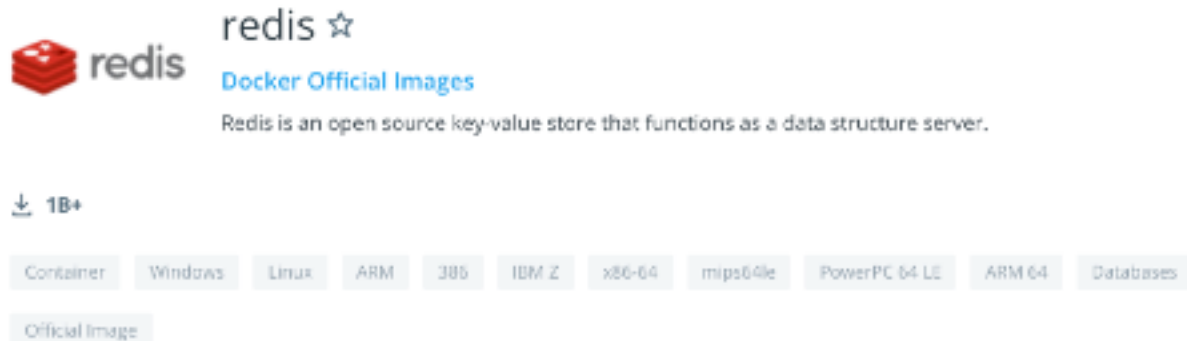 redis
redis
Docker Official Images
Redis is an open source key-value store that functions as a data structure server.
1B+
Container Windows Linux ARM 386 IBM Z x86-64 mips64le PowerPC 64 LE ARM 64 Databases
Official Image